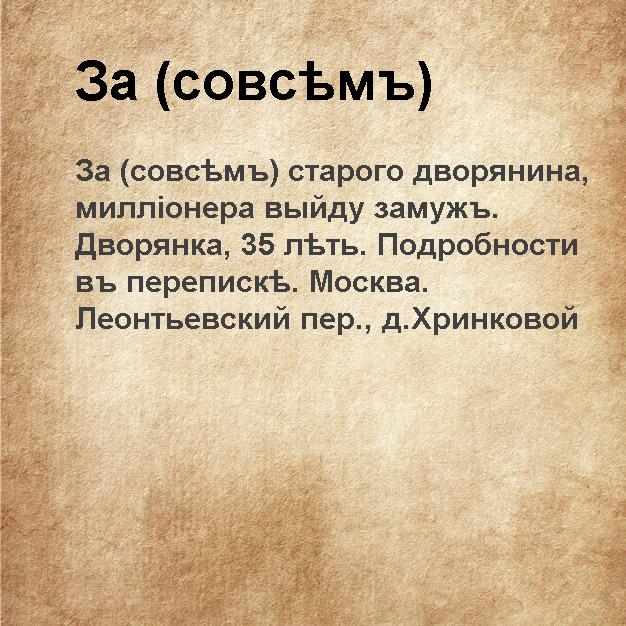 За (совсѣмъ)
За (совсѣмъ) старого дворянина,
милліонера выйду замужъ.
Дворянка, 35 лѣть. Подробности
въ перепискѣ. Москва.
Леонтьевский пер., д.Хринковой